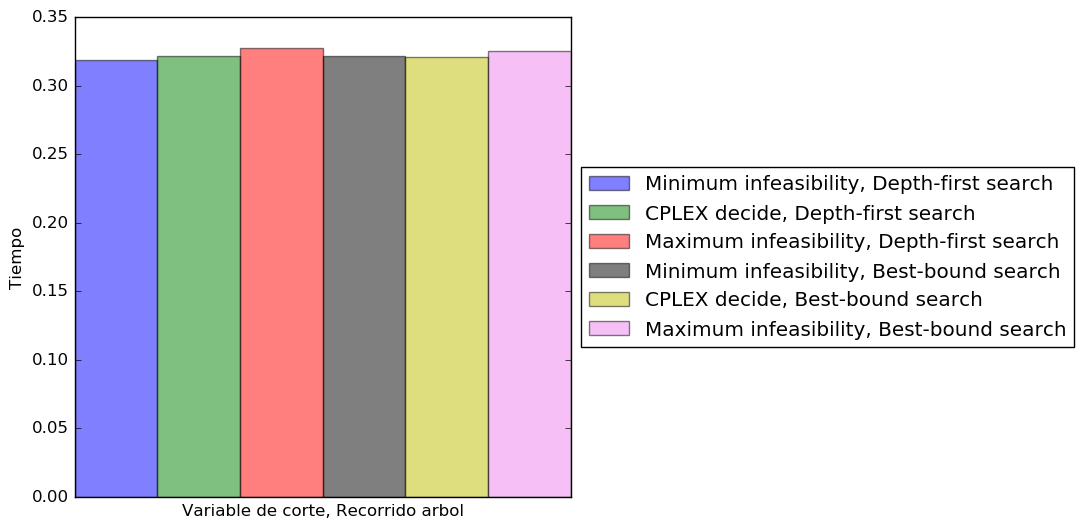 0.35
0.30
0.25
0.20
0.15
0.10
0.05
0.00
Tiempo
Variable de corte, Recorrido arbol
Minimum infeasibility, Depth-first search
CPLEX decide, Depth-first search
Maximum infeasibility, Depth-first search
Minimum infeasibility, Best-bound search
CPLEX decide, Best-bound search
Maximum infeasibility, Best-bound search